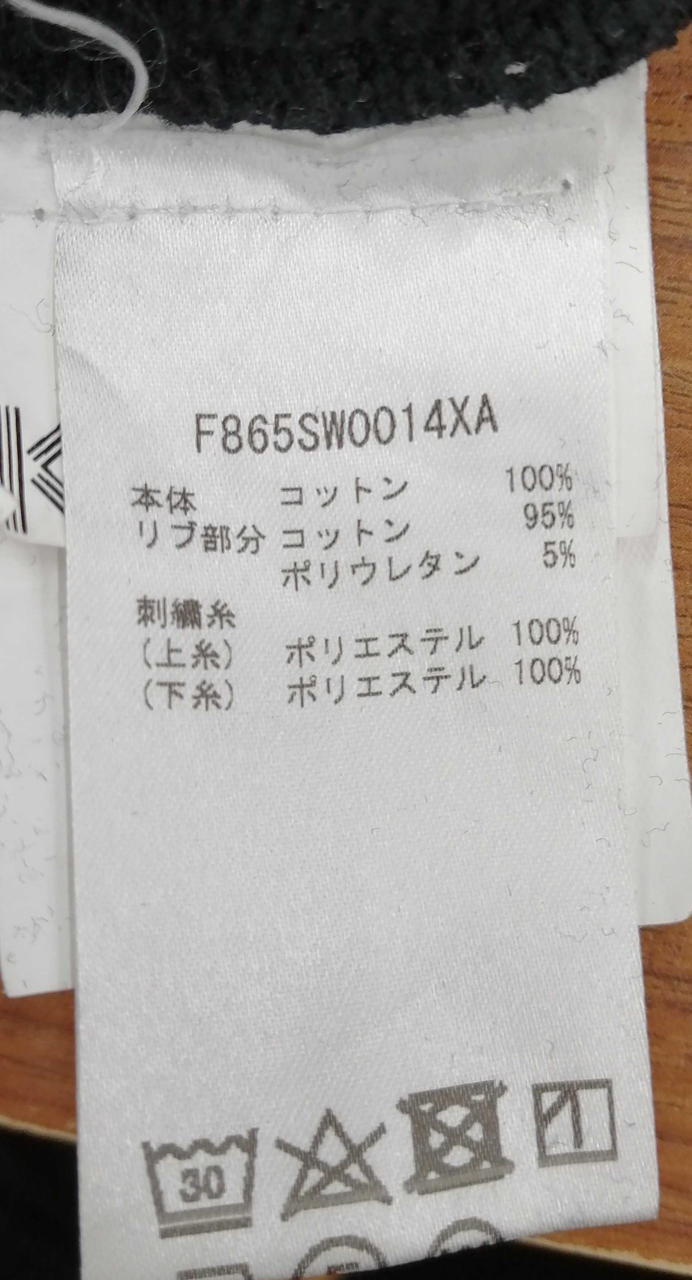 F865SW0014XA
本体 コットン 100%
リブ部分 コットン 95%
ポリウレタン 5%
刺繍糸
(上糸) ポリエステル 100%
(下糸) ポリエステル 100%
30